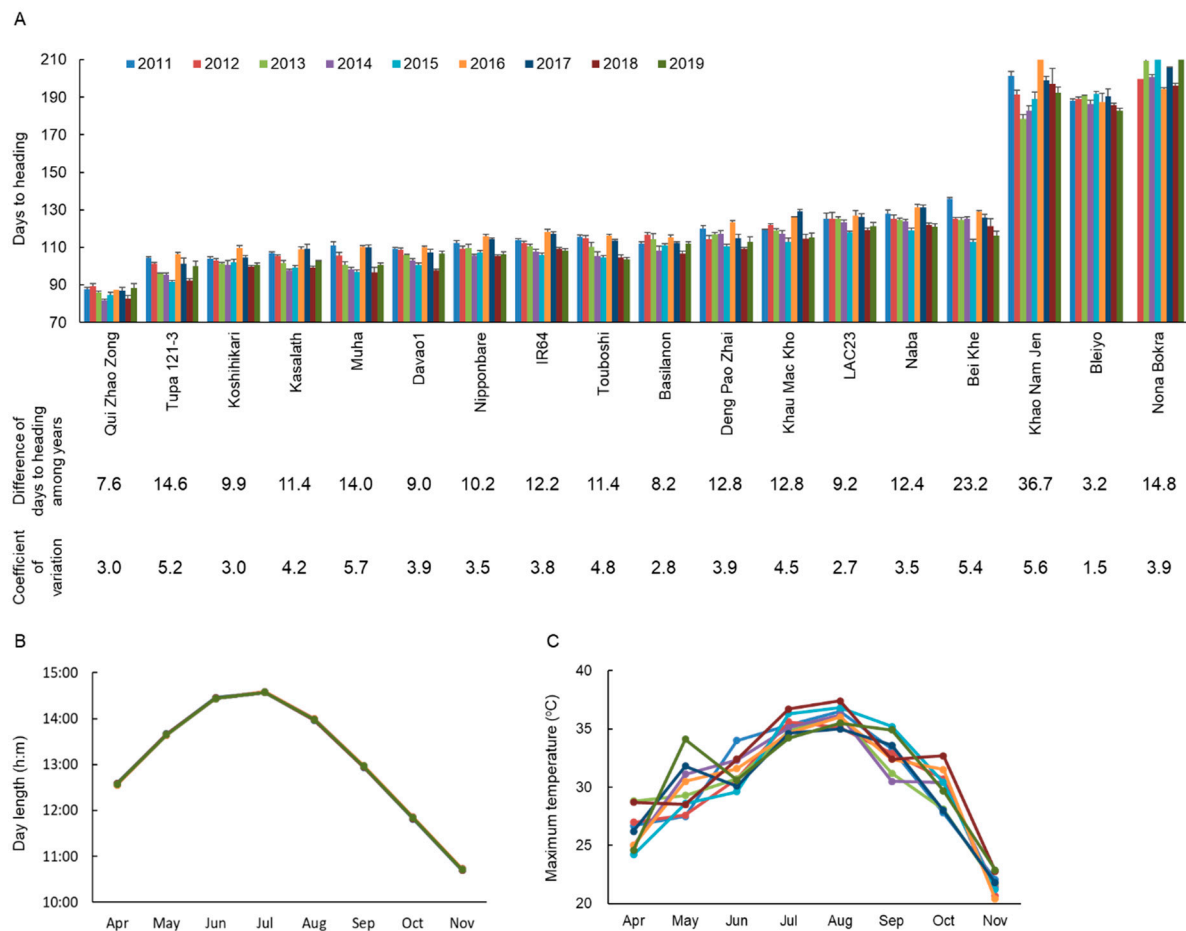 A
210
190
170
150
130
110
90
70
Days to heading
2011 2012 2013 2014 2015 2016 2017 2018 2019
Qui Zhao Zong
Tupa 121-3
Koshihikari
Kasalath
Muha
Davao1
Nipponbare
IR64
Touboshi
Basilanon
Deng Pao Zhai
Khau Mac Kho
LAC23
Naba
Bei Khe
Khao Nam Jen
Bleiyo
Nona Bokra
Difference of
days to heading
among years
7.6 14.6 9.9 11.4 14.0 9.0 10.2 12.2 11.4 8.2 12.8 12.8 9.2 12.4 23.2 36.7 3.2 14.8
Coefficient
of
variation
3.0 5.2 3.0 4.2 5.7 3.9 3.5 3.8 4.8 2.8 3.9 4.5 2.7 3.5 5.4 5.6 1.5 3.9
B
15:00
14:00
13:00
12:00
11:00
10:00
Day length (h:m)
Apr May Jun Jul Aug Sep Oct Nov
C
40
35
30
25
20
Maximum temperature (°C)
Apr May Jun Jul Aug Sep Oct Nov